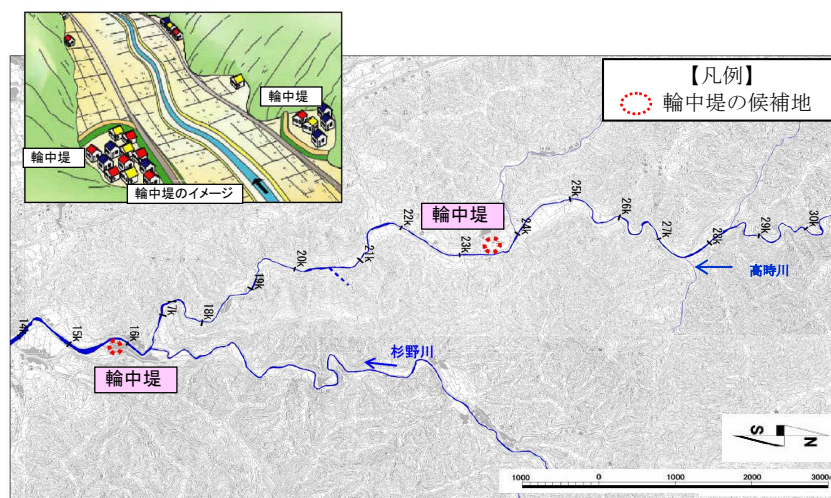 輪中堤
輪中堤
輪中堤のイメージ
【凡例】
輪中堤の候補地
輪中堤
25k
26k
27k
28k
29k
30k
24k
23k
22k
21k
20k
19k
18k
7k
16k
15k
14k
高時川
杉野川
輪中堤
S
N
1000
0
1000
2000
3000